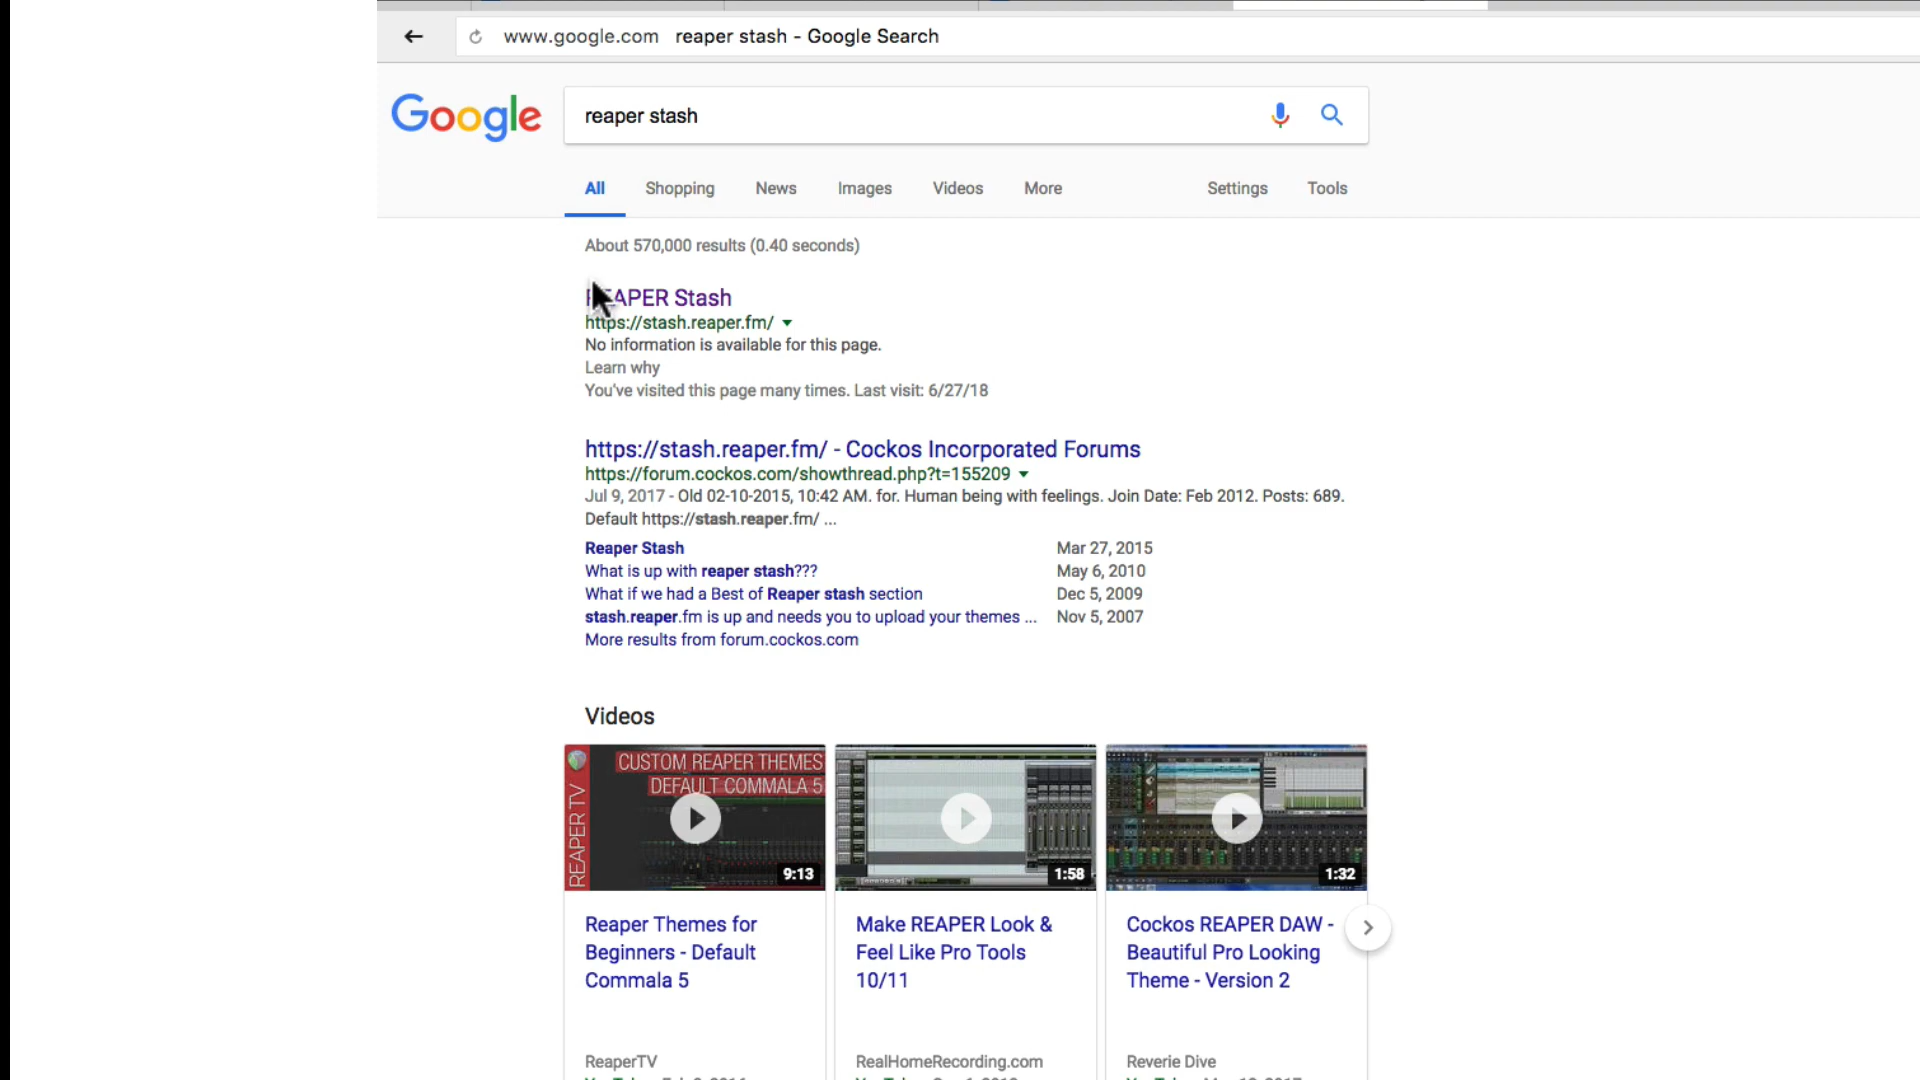 www.google.com reaper stash - Google Search
Google
reaper stash
All Shopping News Images Videos More Settings Tools
About 570,000 results (0.40 seconds)
REAPER Stash
https://stash.reaper.fm/
No information is available for this page.
Learn why
You've visited this page many times. Last visit: 6/27/18
https://stash.reaper.fm/ - Cockos Incorporated Forums
https://forum.cockos.com/showthread.php?t=155209
Jul 9, 2017 - Old 02-10-2015, 10:42 AM. for. Human being with feelings. Join Date: Feb 2012. Posts: 689.
Default https://stash.reaper.fm/ ...
Reaper Stash Mar 27, 2015
What is up with reaper stash??? May 6, 2010
What if we had a Best of Reaper stash section Dec 5, 2009
stash.reaper.fm is up and needs you to upload your themes ... Nov 5, 2007
More results from forum.cockos.com
Videos
CUSTOM REAPER THEMES
DEFAULT COMMALA 5
REAPER TV
9:13
1:58
1:32
Reaper Themes for
Beginners - Default
Commala 5
Make REAPER Look &
Feel Like Pro Tools
10/11
Cockos REAPER DAW -
Beautiful Pro Looking
Theme - Version 2
ReaperTV
RealHomeRecording.com
Reverie Dive